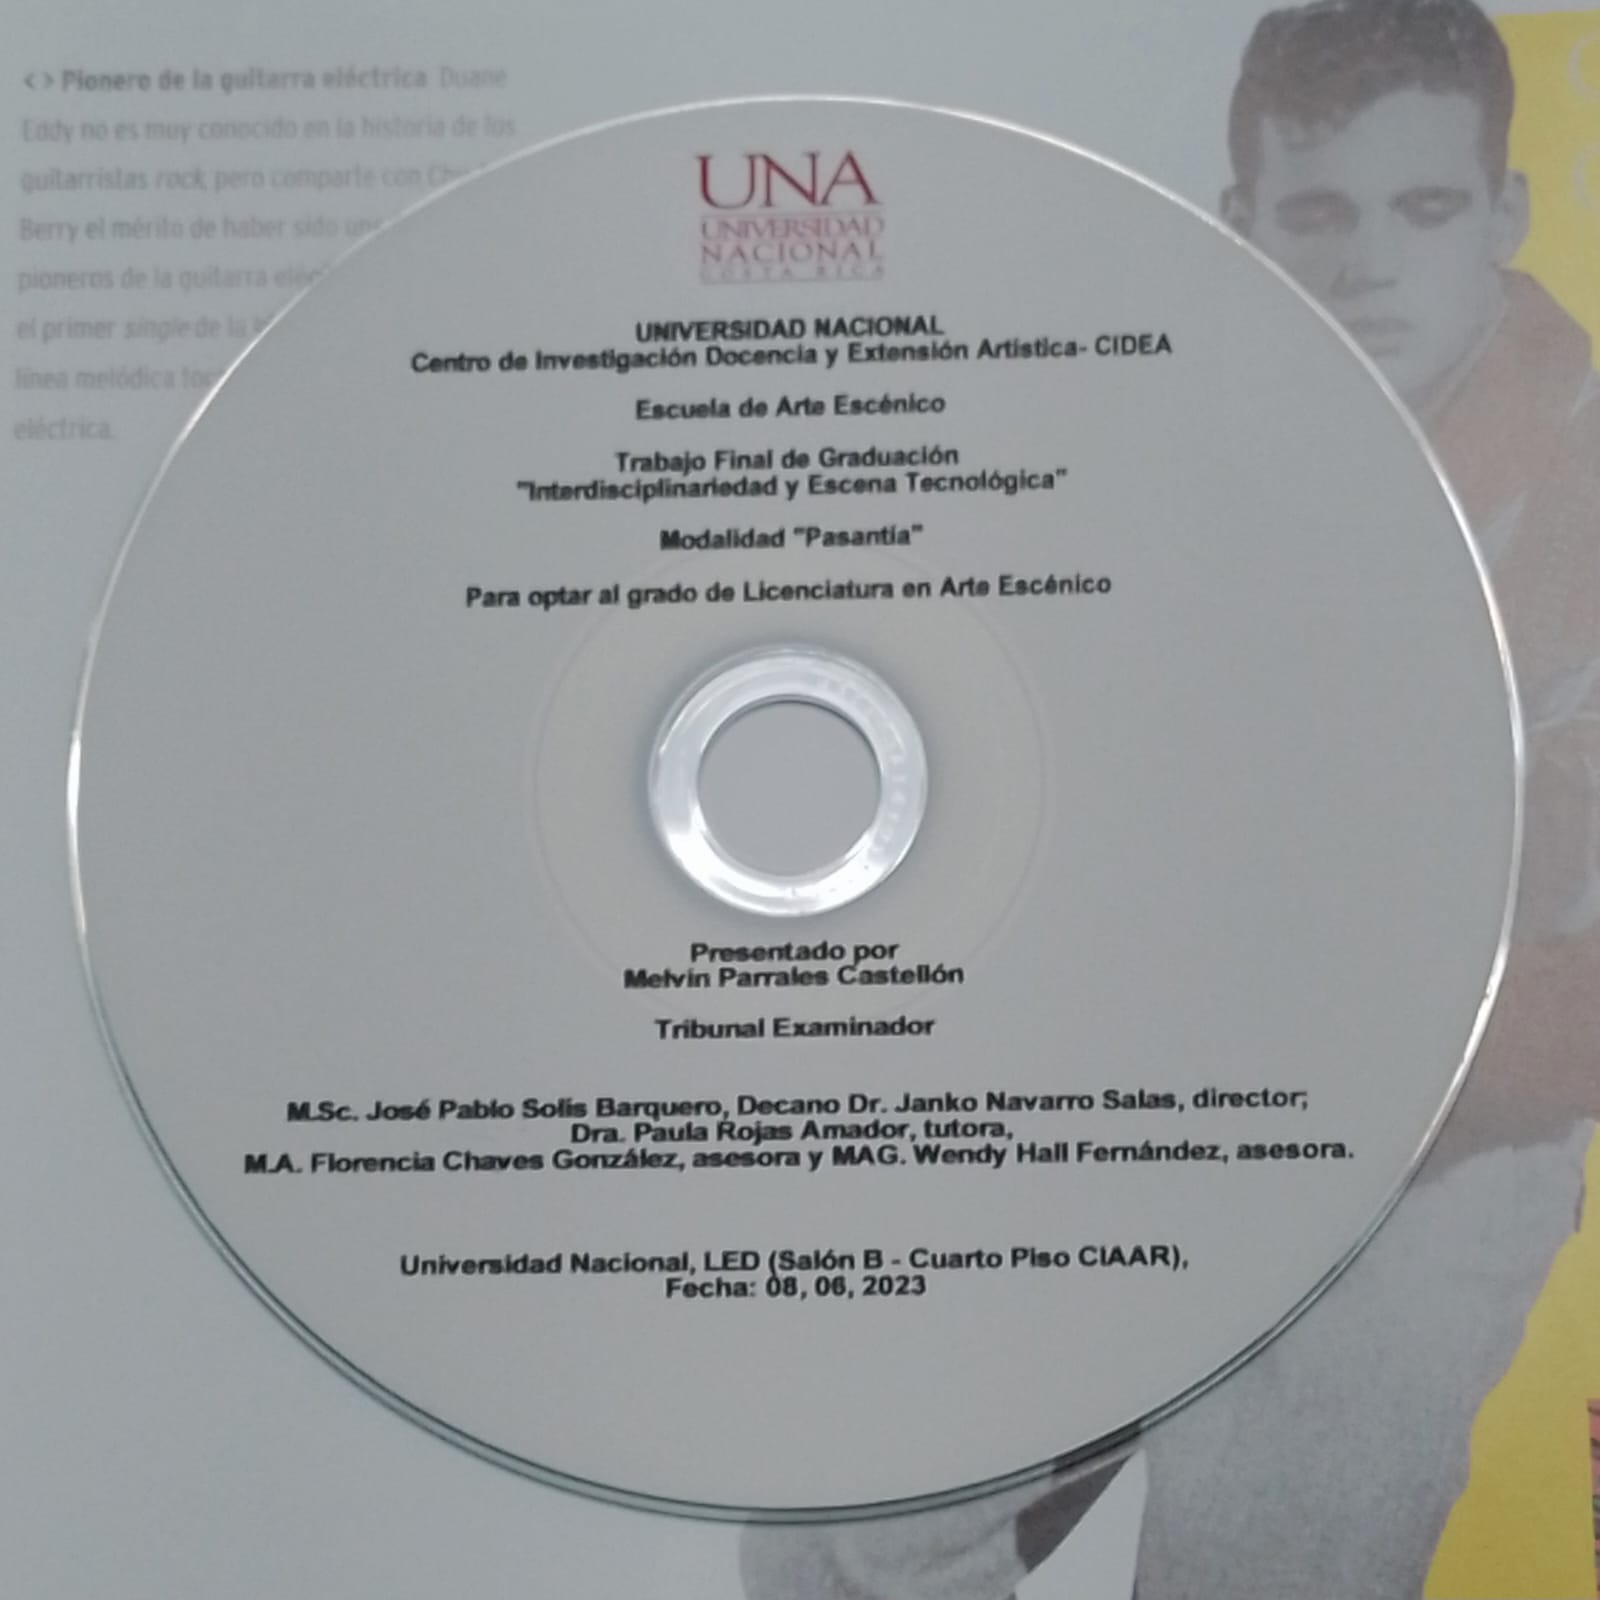 < > Pionero de la guitarra eléctrica Duane
Eddy no es muy conocido en la historia de los
guitarristas rock, pero comparte con
Berry el mérito de haber sido
pioneros de la guitarra
el primer single de la
línea melódica
eléctrica.
UNA
UNIVERSIDAD
NACIONAL
COSTA RICA
UNIVERSIDAD NACIONAL
Centro de Investigación Docencia y Extensión Artística- CIDEA
Escuela de Arte Escénico
Trabajo Final de Graduación
"Interdisciplinariedad y Escena Tecnológica"
Modalidad "Pasantía"
Para optar al grado de Licenciatura en Arte Escénico
Presentado por
Melvin Parrales Castellón
Tribunal Examinador
M.Sc. José Pablo Solís Barquero, Decano Dr. Janko Navarro Salas, director;
Dra. Paula Rojas Amador, tutora,
M.A. Florencia Chaves González, asesora y MAG. Wendy Hall Fernández, asesora.
Universidad Nacional, LED (Salón B - Cuarto Piso CIAAR),
Fecha: 08, 06, 2023